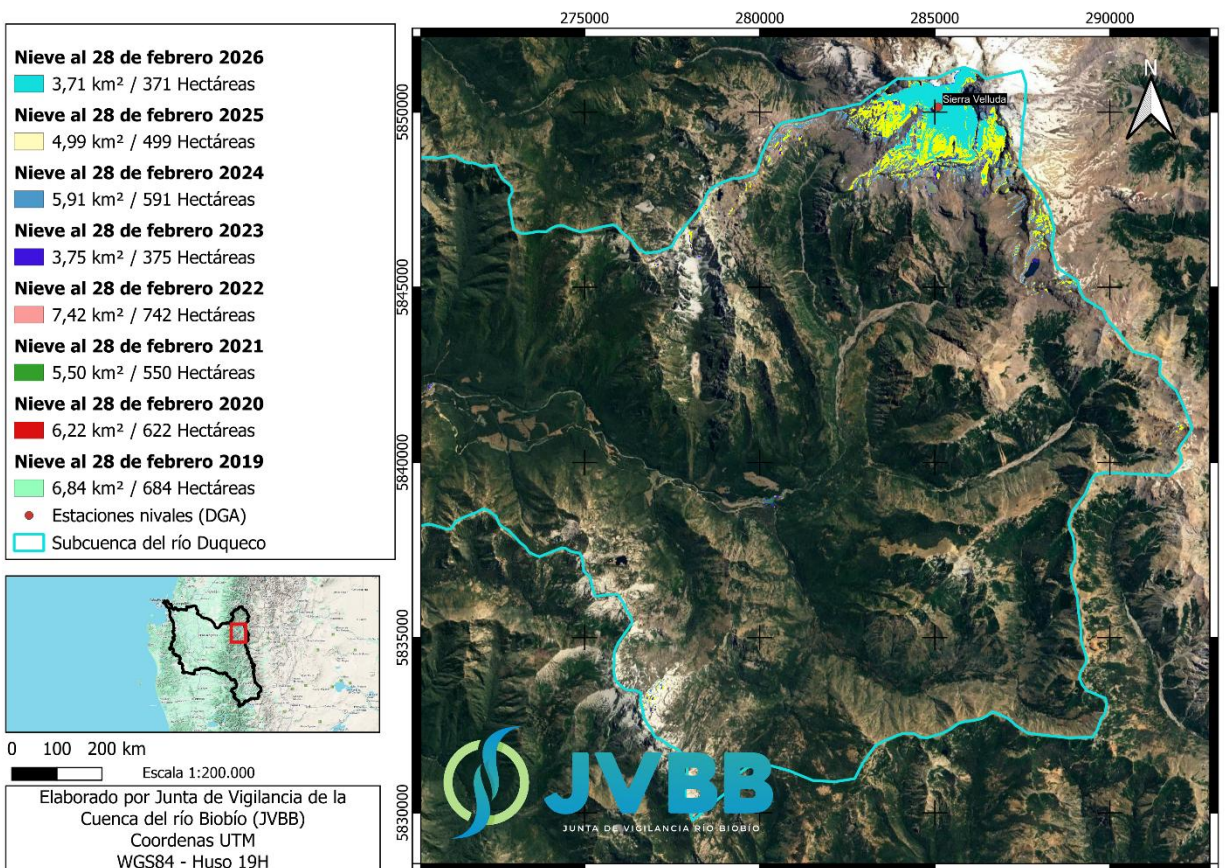 Nieve al 28 de febrero 2026
3,71 km² / 371 Hectáreas
Nieve al 28 de febrero 2025
4,99 km² / 499 Hectáreas
Nieve al 28 de febrero 2024
5,91 km² / 591 Hectáreas
Nieve al 28 de febrero 2023
3,75 km² / 375 Hectáreas
Nieve al 28 de febrero 2022
7,42 km² / 742 Hectáreas
Nieve al 28 de febrero 2021
5,50 km² / 550 Hectáreas
Nieve al 28 de febrero 2020
6,22 km² / 622 Hectáreas
Nieve al 28 de febrero 2019
6,84 km² / 684 Hectáreas
Estaciones nivales (DGA)
Subcuenca del río Duqueco
0 100 200 km
Escala 1:200.000
Elaborado por Junta de Vigilancia de la
Cuenca del río Biobío (JVBB)
Coordenas UTM
WGS84 - Huso 19H
275000 280000 285000 290000
5850000
5845000
5840000
5835000
5830000
N
Sierra Velluda
JVBB
JUNTA DE VIGILANCIA RÍO BIOBÍO